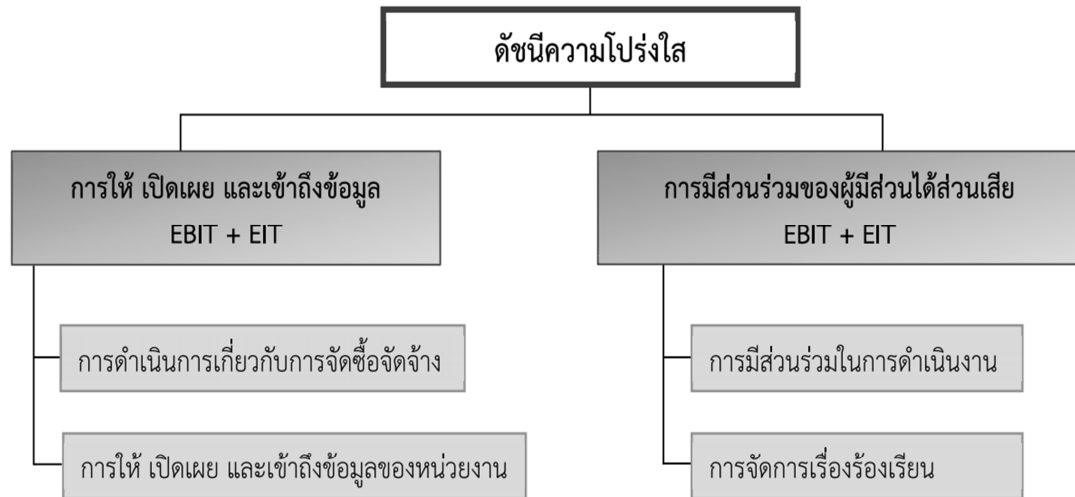 ดัชนีความโปร่งใส
การให้ เปิดเผย และเข้าถึงข้อมูล
EBIT + EIT
การดำเนินการเกี่ยวกับการจัดซื้อจัดจ้าง
การให้ เปิดเผย และเข้าถึงข้อมูลของหน่วยงาน
การมีส่วนร่วมของผู้มีส่วนได้ส่วนเสีย
EBIT + EIT
การมีส่วนร่วมในการดำเนินงาน
การจัดการเรื่องร้องเรียน